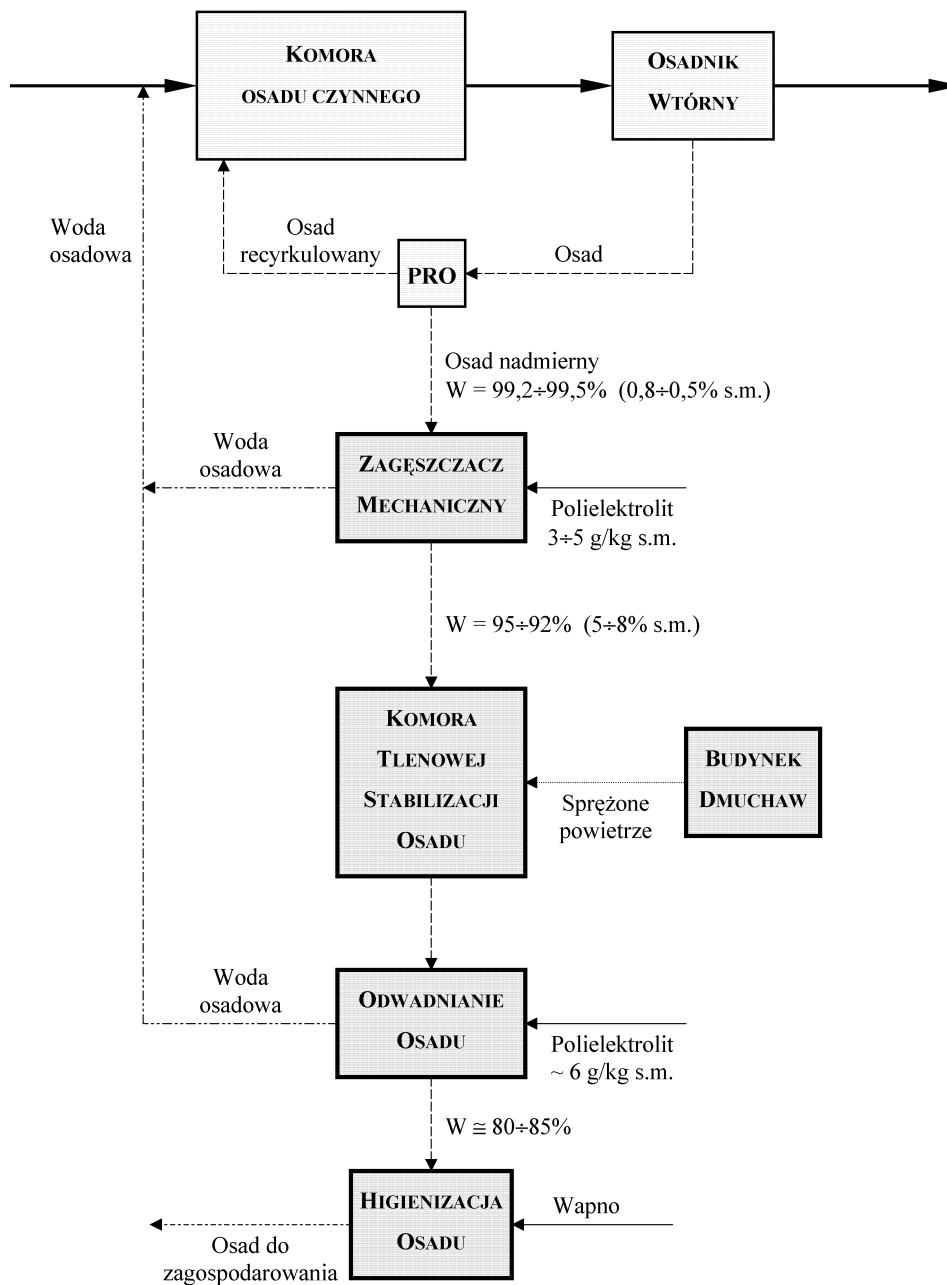 KOMORA
OSADU CZYNNEGO
OSADNIK
WTÓRNY
Woda
osadowa
Osad
recyrkulowany
PRO
Osad
Osad nadmierny
W = 99,2÷99,5% (0,8÷0,5% s.m.)
Woda
osadowa
ZAGĘSZCZACZ
MECHANICZNY
Polielektrolit
3÷5 g/kg s.m.
W = 95÷92% (5÷8% s.m.)
KOMORA
TLENOWEJ
STABILIZACJI
OSADU
Sprężone
powietrze
BUDYNEK
DMUCHAW
Woda
osadowa
ODWADNIANIE
OSADU
Polielektrolit
~ 6 g/kg s.m.
W ≅ 80÷85%
HIGIENIZACJA
OSADU
Wapno
Osad do
zagospodarowania